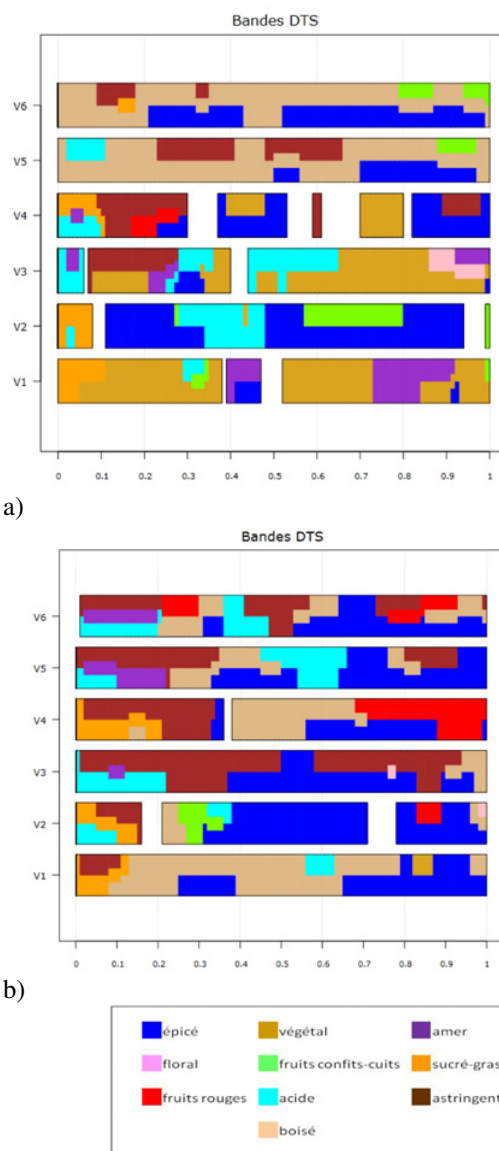 Bandes DTS
V6
V5
V4
V3
V2
V1
0 0.1 0.2 0.3 0.4 0.5 0.6 0.7 0.8 0.9 1
a)
Bandes DTS
V6
V5
V4
V3
V2
V1
0 0.1 0.2 0.3 0.4 0.5 0.6 0.7 0.8 0.9 1
b)
épicé végétal amer
floral fruits confits-cuits sucré-gras
fruits rouges acide astringent
boisé